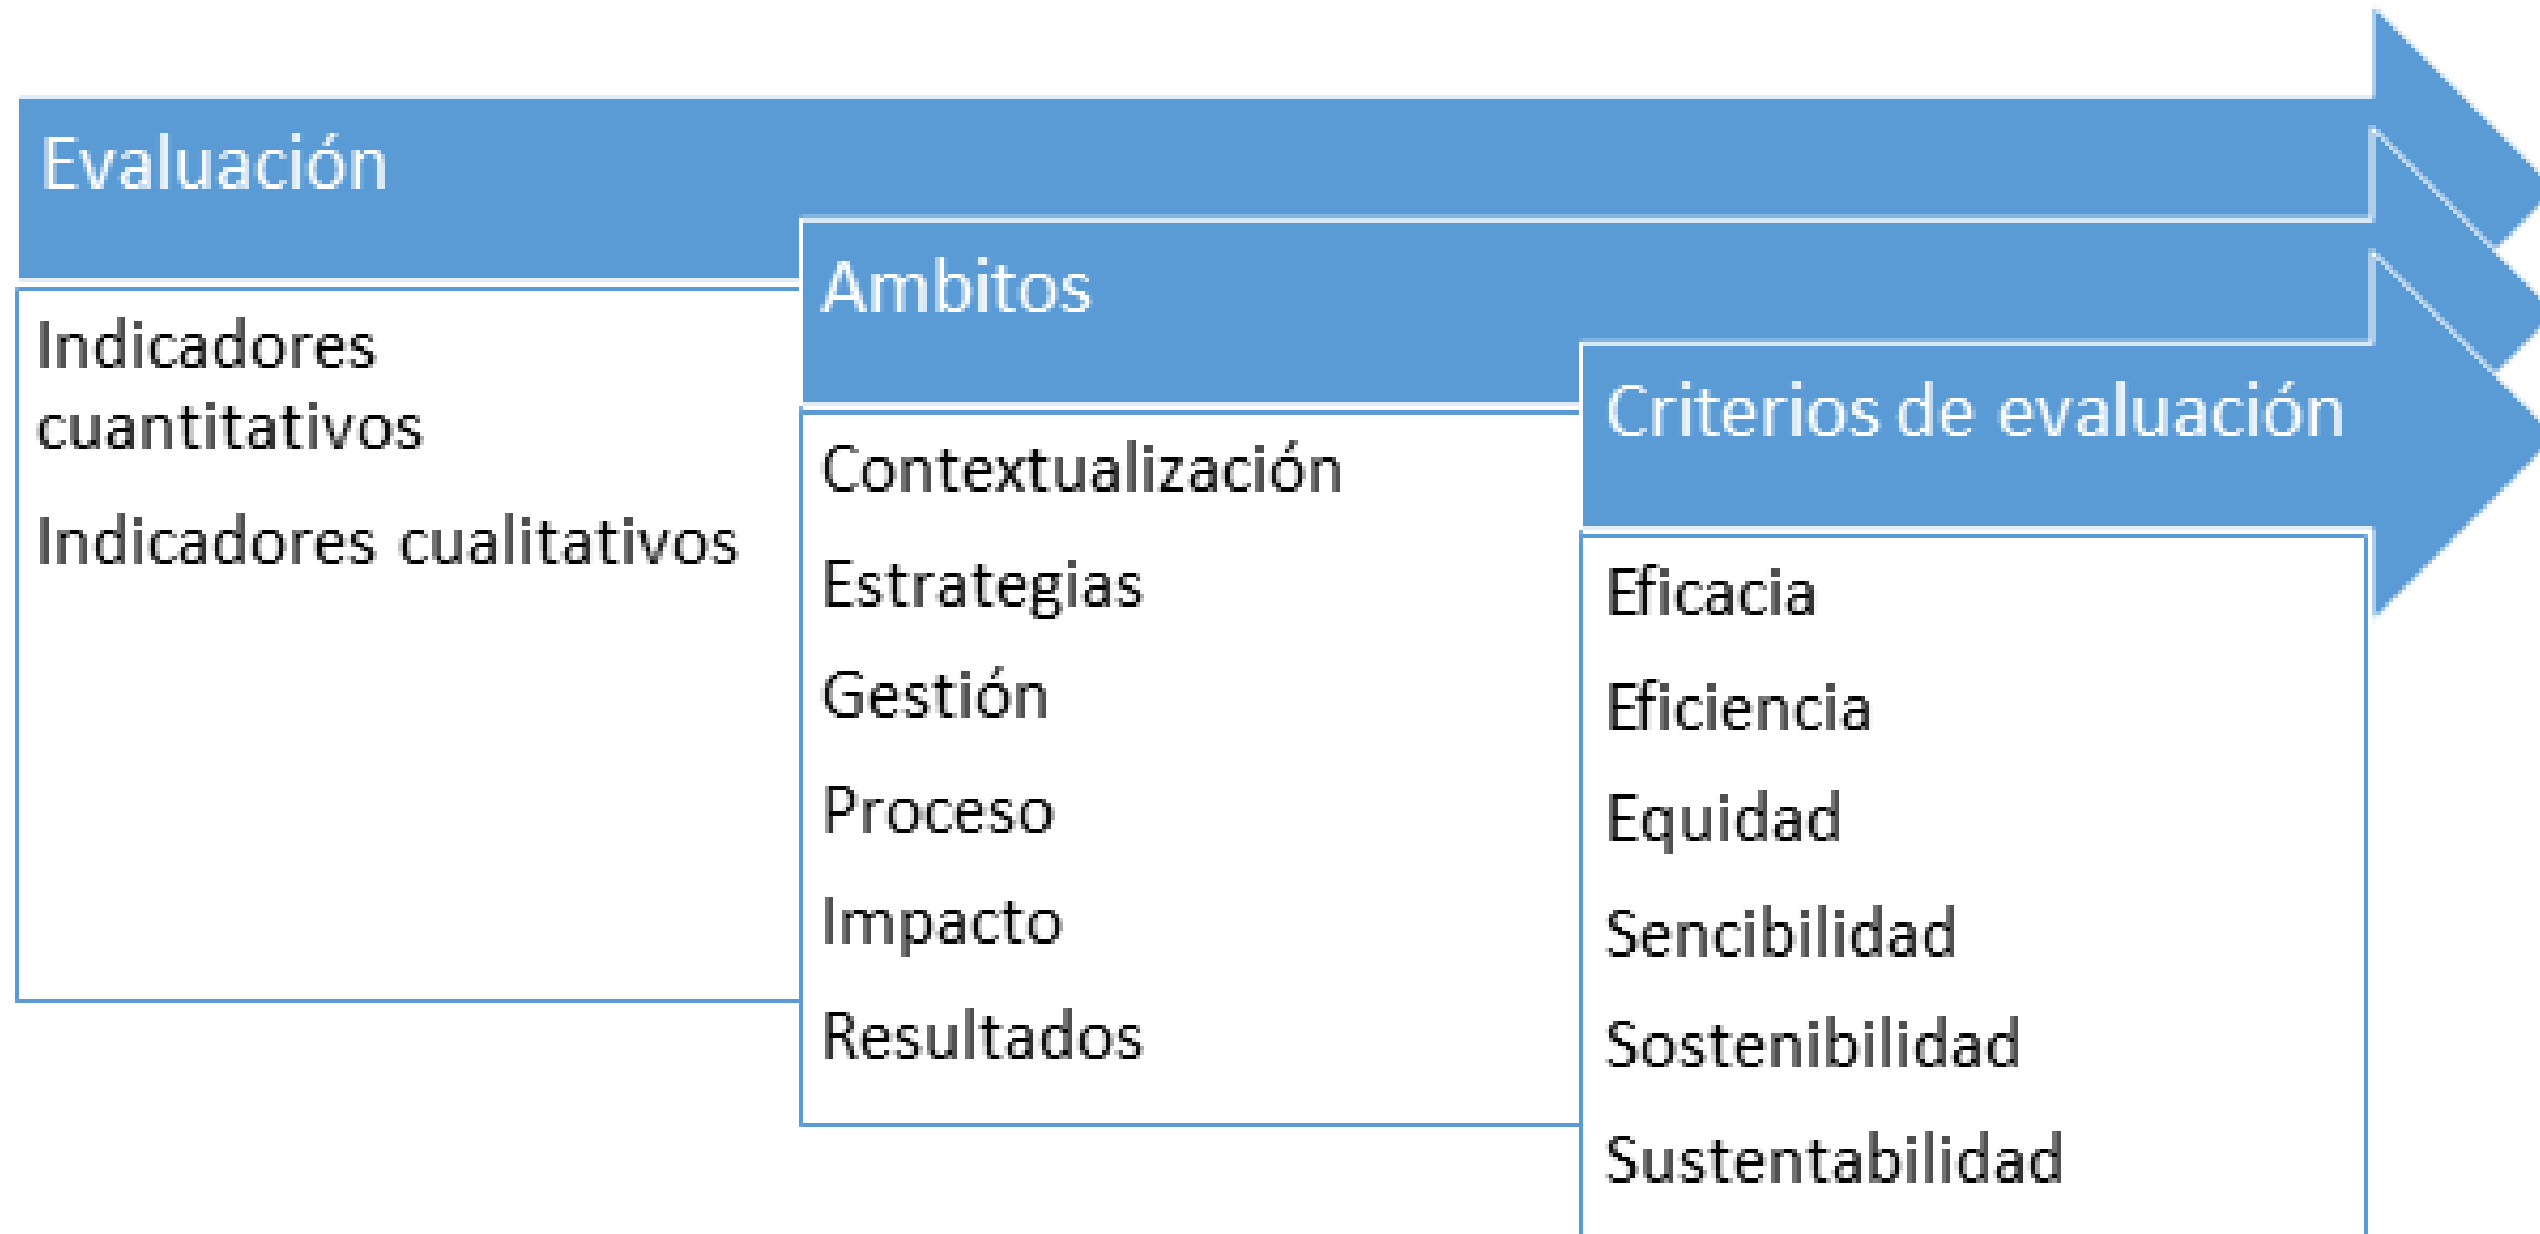 Evaluación
Indicadores
cuantitativos
Indicadores cualitativos
Ambitos
Contextualización
Estrategias
Gestión
Proceso
Impacto
Resultados
Criterios de evaluación
Eficacia
Eficiencia
Equidad
Sencibilidad
Sostenibilidad
Sustentabilidad